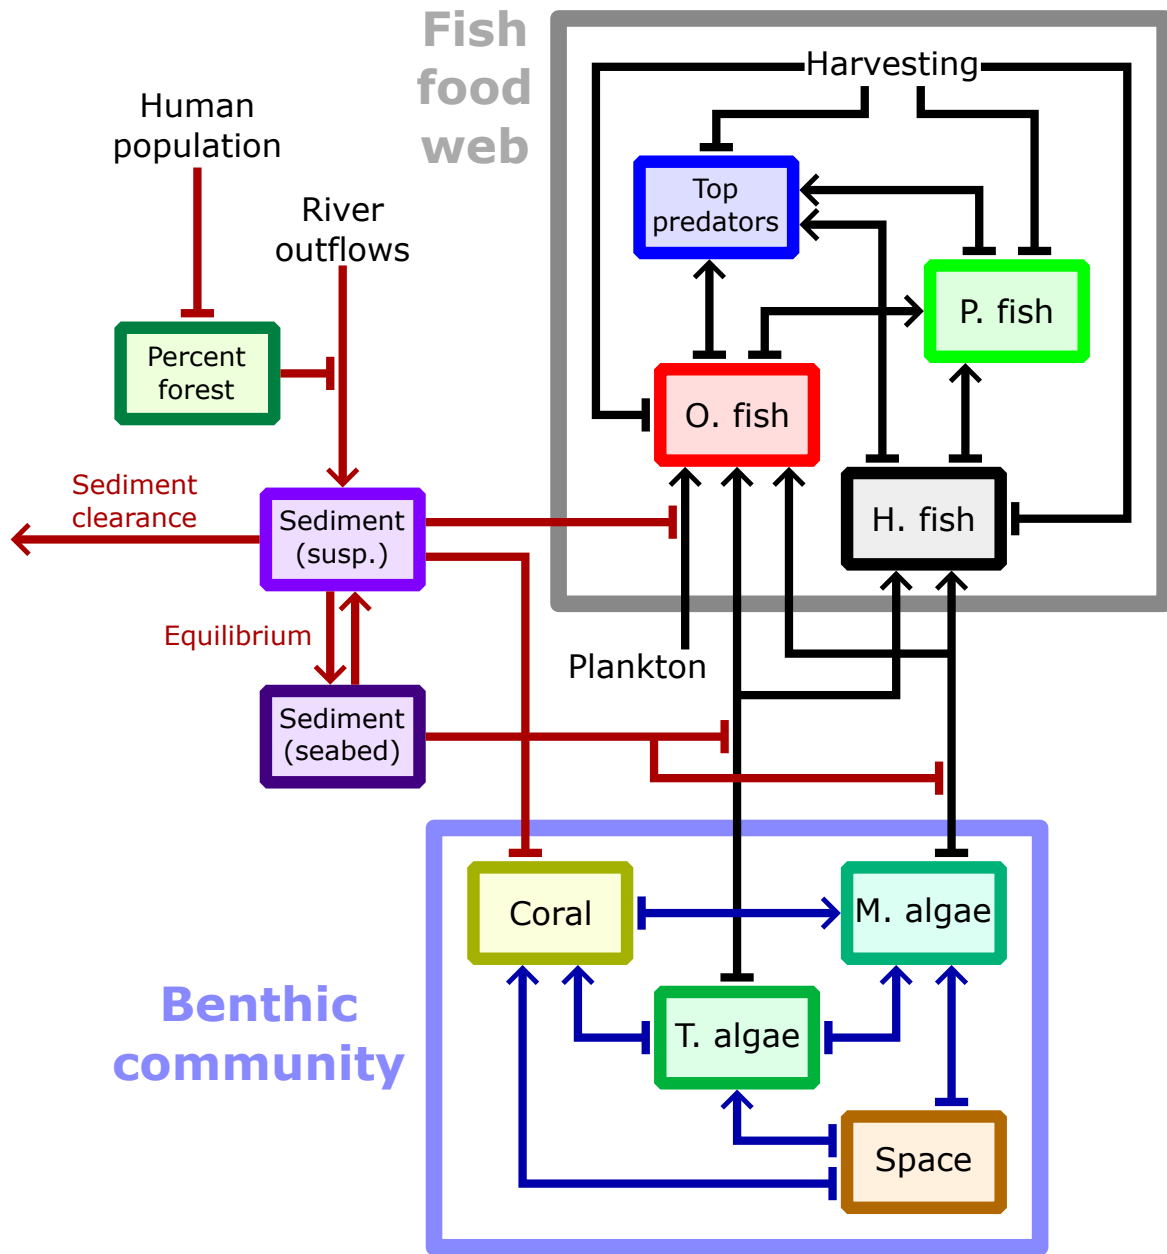 Fish
food
web
Harvesting
Human
population
River
outflows
Top
predators
P. fish
Percent
forest
O. fish
H. fish
Sediment
clearance
Sediment
(susp.)
Equilibrium
Plankton
Sediment
(seabed)
Coral
M. algae
Benthic
community
T. algae
Space